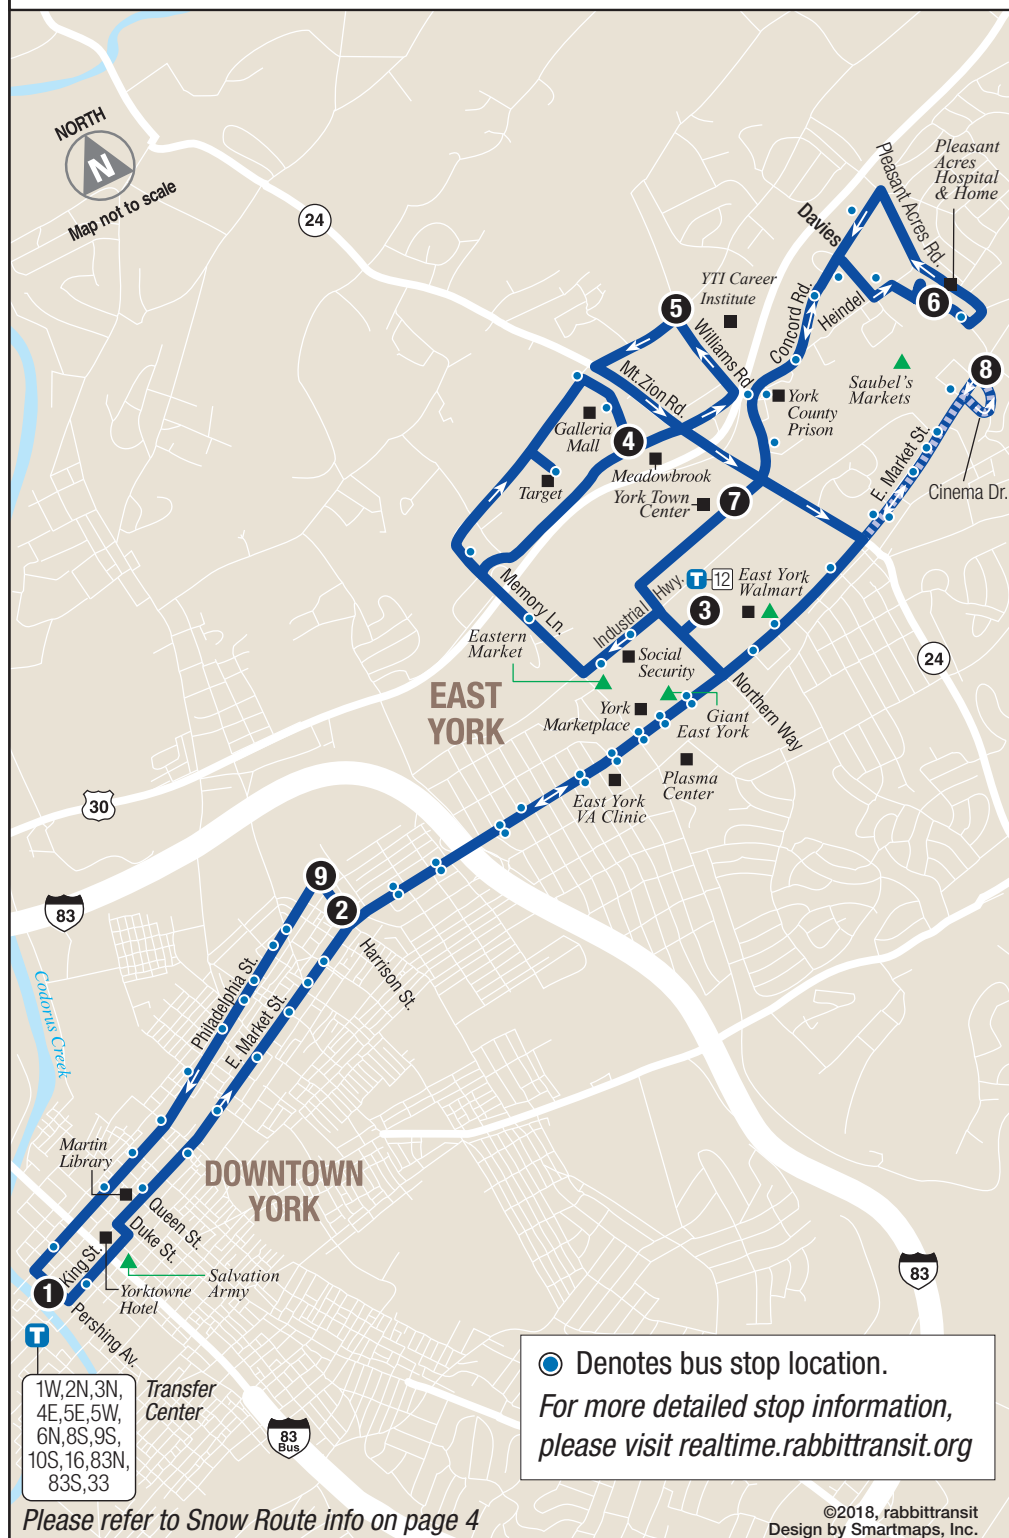 NORTH
N
Map not to scale
24
Pleasant
Acres
Hospital
& Home
Pleasant Acres Rd.
Davies
YTI Career
Institute
5
Williams Rd.
Concord Rd.
Heindel
6
8
Saubel's
Markets
Mt. Zion Rd.
York
County
Prison
Galleria
Mall
4
Meadowbrook
E. Market St.
Cinema Dr.
Target
York Town
Center
7
Memory Ln.
Industrial Hwy.
T
12
East York
Walmart
3
Eastern
Market
Social
Security
24
EAST
YORK
York
Marketplace
Giant
East York
Northern Way
Plasma
Center
East York
VA Clinic
30
83
9
2
Harrison St.
Philadelphia St.
E. Market St.
Codorus Creek
Martin
Library
DOWNTOWN
YORK
Queen St.
Duke St.
King St.
1
Yorktowne
Hotel
Salvation
Army
Pershing Av.
83
T
1W,2N,3N,
4E,5E,5W,
6N,8S,9S,
10S,16,83N,
83S,33
Transfer
Center
83
Bus
Denotes bus stop location.
For more detailed stop information,
please visit realtime.rabbittransit.org
Please refer to Snow Route info on page 4
©2018, rabbittransit
Design by Smartmaps, Inc.